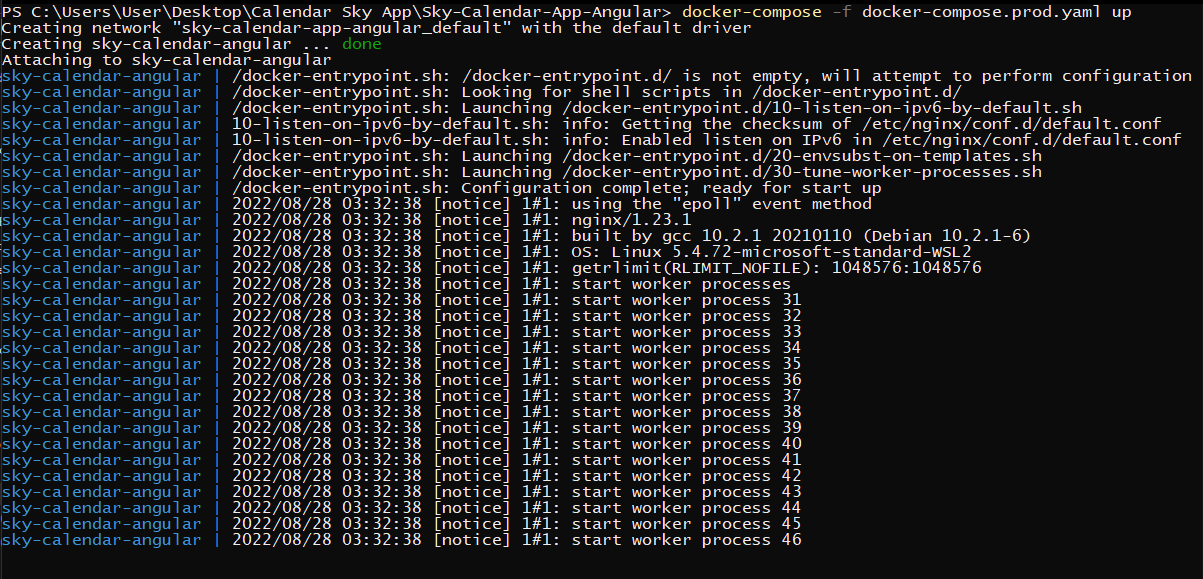 PS C:\Users\User\Desktop\Calendar Sky App\Sky-Calendar-App-Angular> docker-compose -f docker-compose.prod.yaml up
Creating network "sky-calendar-app-angular_default" with the default driver
Creating sky-calendar-angular ... done
Attaching to sky-calendar-angular
sky-calendar-angular | /docker-entrypoint.sh: /docker-entrypoint.d/ is not empty, will attempt to perform configuration
sky-calendar-angular | /docker-entrypoint.sh: Looking for shell scripts in /docker-entrypoint.d/
sky-calendar-angular | /docker-entrypoint.sh: Launching /docker-entrypoint.d/10-listen-on-ipv6-by-default.sh
sky-calendar-angular | 10-listen-on-ipv6-by-default.sh: info: Getting the checksum of /etc/nginx/conf.d/default.conf
sky-calendar-angular | 10-listen-on-ipv6-by-default.sh: info: Enabled listen on IPv6 in /etc/nginx/conf.d/default.conf
sky-calendar-angular | /docker-entrypoint.sh: Launching /docker-entrypoint.d/20-envsubst-on-templates.sh
sky-calendar-angular | /docker-entrypoint.sh: Launching /docker-entrypoint.d/30-tune-worker-processes.sh
sky-calendar-angular | /docker-entrypoint.sh: Configuration complete; ready for start up
sky-calendar-angular | 2022/08/28 03:32:38 [notice] 1#1: using the "epoll" event method
sky-calendar-angular | 2022/08/28 03:32:38 [notice] 1#1: nginx/1.23.1
sky-calendar-angular | 2022/08/28 03:32:38 [notice] 1#1: built by gcc 10.2.1 20210110 (Debian 10.2.1-6)
sky-calendar-angular | 2022/08/28 03:32:38 [notice] 1#1: OS: Linux 5.4.72-microsoft-standard-WSL2
sky-calendar-angular | 2022/08/28 03:32:38 [notice] 1#1: getrlimit(RLIMIT_NOFILE): 1048576:1048576
sky-calendar-angular | 2022/08/28 03:32:38 [notice] 1#1: start worker processes
sky-calendar-angular | 2022/08/28 03:32:38 [notice] 1#1: start worker process 31
sky-calendar-angular | 2022/08/28 03:32:38 [notice] 1#1: start worker process 32
sky-calendar-angular | 2022/08/28 03:32:38 [notice] 1#1: start worker process 33
sky-calendar-angular | 2022/08/28 03:32:38 [notice] 1#1: start worker process 34
sky-calendar-angular | 2022/08/28 03:32:38 [notice] 1#1: start worker process 35
sky-calendar-angular | 2022/08/28 03:32:38 [notice] 1#1: start worker process 36
sky-calendar-angular | 2022/08/28 03:32:38 [notice] 1#1: start worker process 37
sky-calendar-angular | 2022/08/28 03:32:38 [notice] 1#1: start worker process 38
sky-calendar-angular | 2022/08/28 03:32:38 [notice] 1#1: start worker process 39
sky-calendar-angular | 2022/08/28 03:32:38 [notice] 1#1: start worker process 40
sky-calendar-angular | 2022/08/28 03:32:38 [notice] 1#1: start worker process 41
sky-calendar-angular | 2022/08/28 03:32:38 [notice] 1#1: start worker process 42
sky-calendar-angular | 2022/08/28 03:32:38 [notice] 1#1: start worker process 43
sky-calendar-angular | 2022/08/28 03:32:38 [notice] 1#1: start worker process 44
sky-calendar-angular | 2022/08/28 03:32:38 [notice] 1#1: start worker process 45
sky-calendar-angular | 2022/08/28 03:32:38 [notice] 1#1: start worker process 46